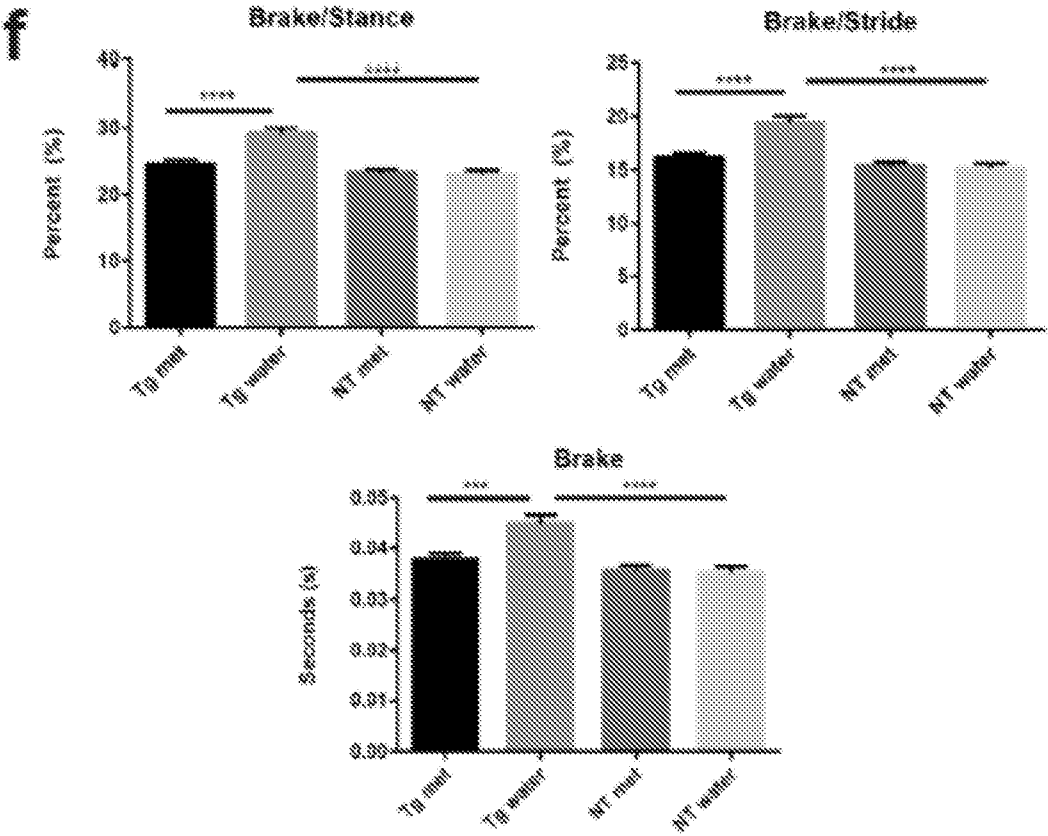 f
Brake/Stance
Percent (%)
40
30
20
10
0
****
****
Tg met
Tg water
NT met
NT water
Brake/Stride
Percent (%)
25
20
15
10
5
0
****
****
Tg met
Tg water
NT met
NT water
Brake
Seconds (s)
0.05
0.04
0.03
0.02
0.01
0.00
***
****
Tg met
Tg water
NT met
NT water